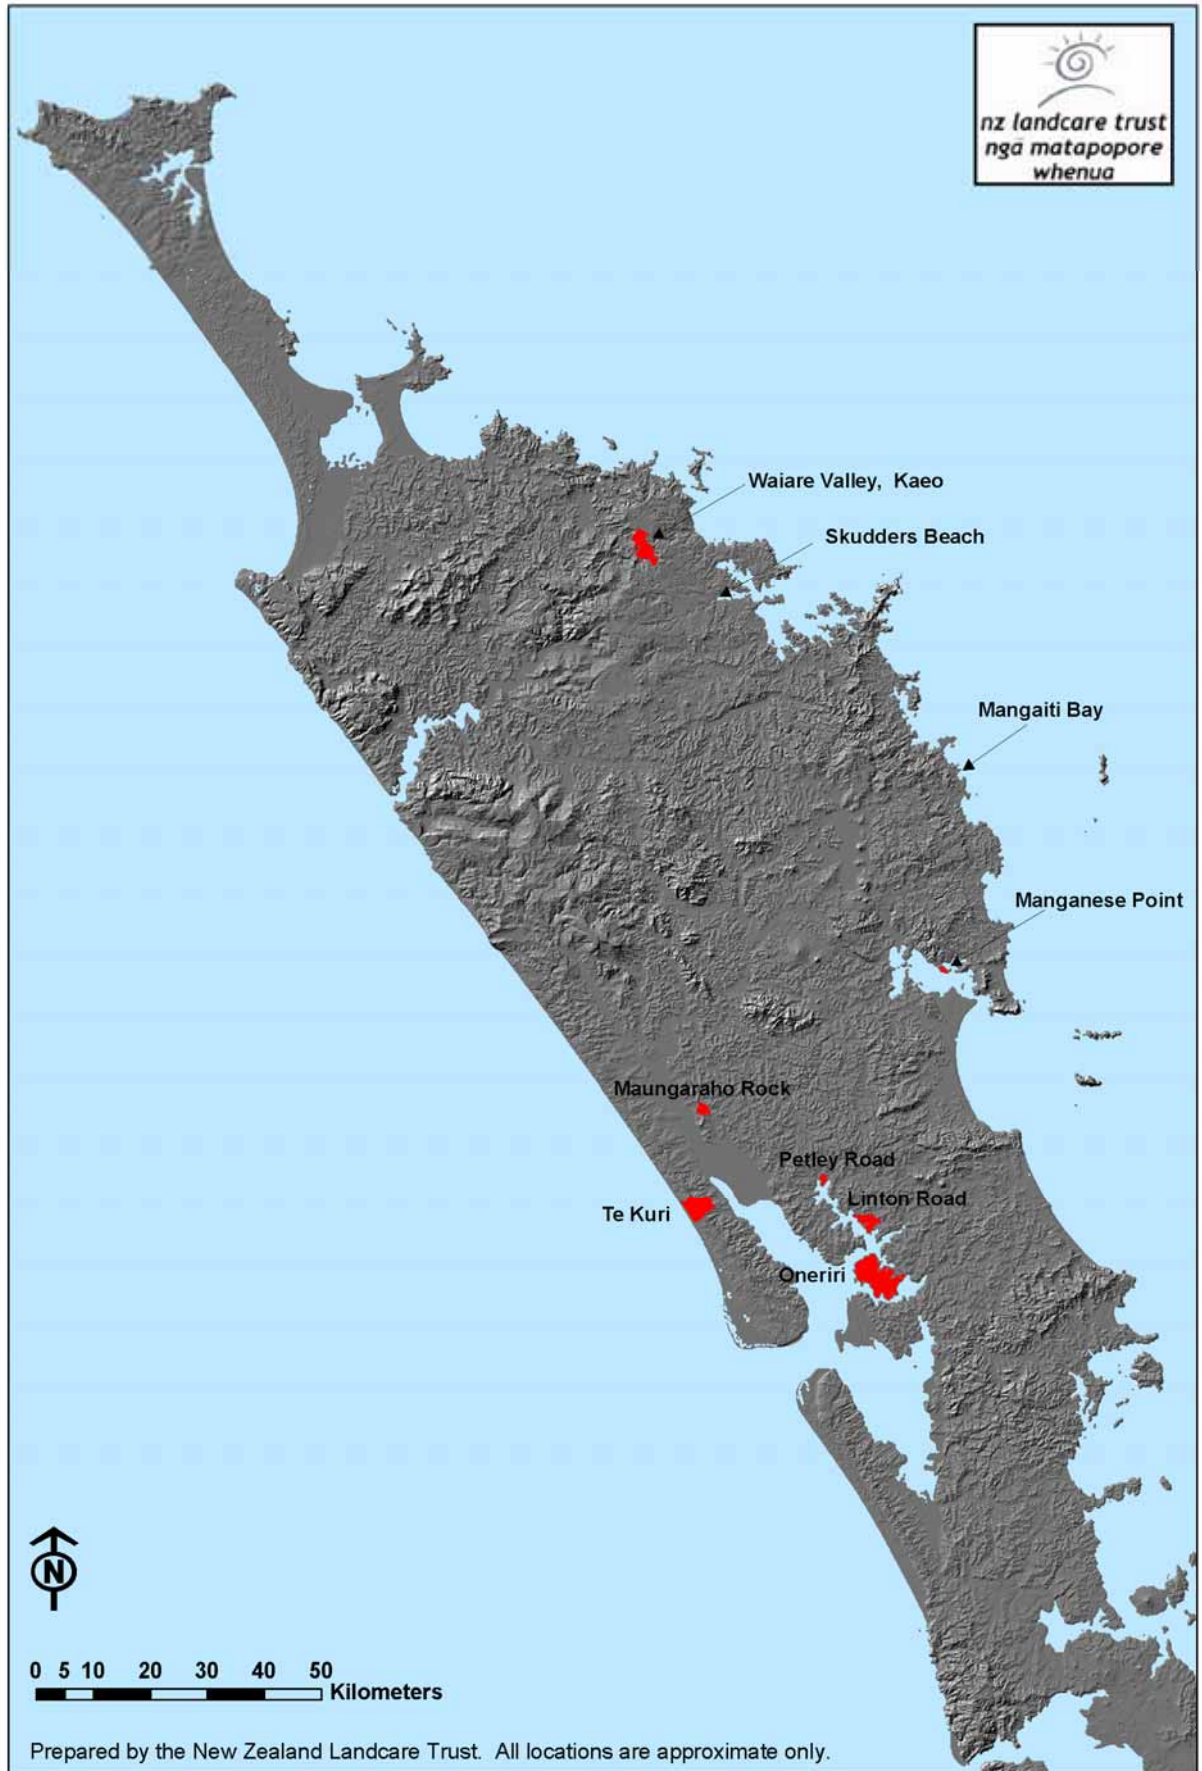 nz landcare trust
ngā matapopore
whenua
Waiare Valley, Kaeo
Skudders Beach
Mangaiti Bay
Manganese Point
Maungaraho Rock
Petley Road
Linton Road
Te Kuri
Oneriri
N
0 5 10 20 30 40 50
Kilometers
Prepared by the New Zealand Landcare Trust. All locations are approximate only.